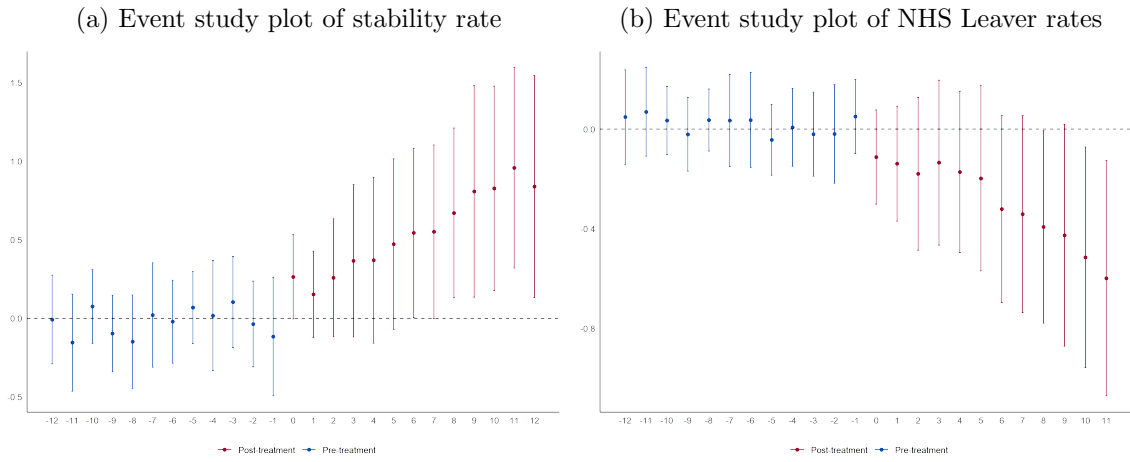 (a) Event study plot of stability rate
1.5
1.0
0.5
0.0
-0.5
-12 -11 -10 -9 -8 -7 -6 -5 -4 -3 -2 -1 0 1 2 3 4 5 6 7 8 9 10 11 12
Post-treatment Pre-treatment
(b) Event study plot of NHS Leaver rates
0.0
-0.4
-0.8
-12 -11 -10 -9 -8 -7 -6 -5 -4 -3 -2 -1 0 1 2 3 4 5 6 7 8 9 10 11
Post-treatment Pre-treatment